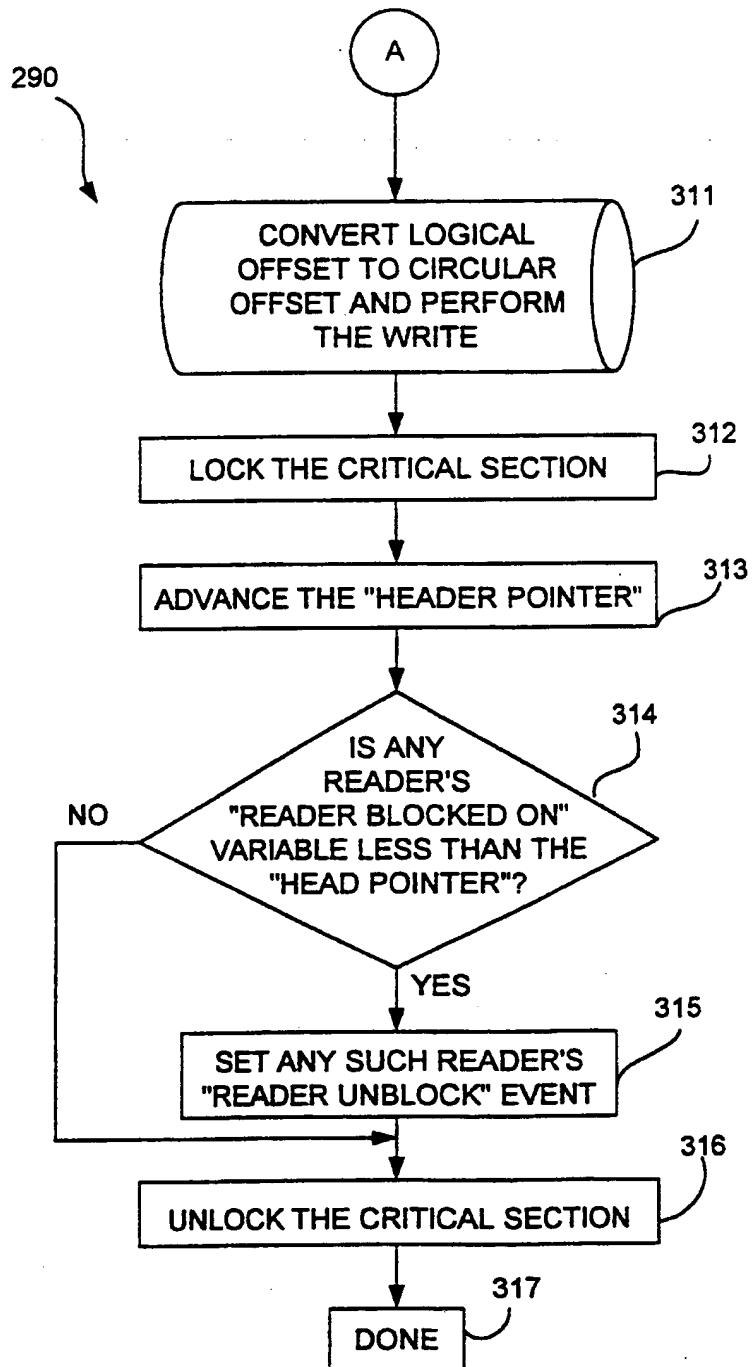 A
290
311
CONVERT LOGICAL
OFFSET TO CIRCULAR
OFFSET AND PERFORM
THE WRITE
312
LOCK THE CRITICAL SECTION
313
ADVANCE THE "HEADER POINTER"
314
IS ANY
READER'S
"READER BLOCKED ON"
VARIABLE LESS THAN THE
"HEAD POINTER"?
NO
YES
315
SET ANY SUCH READER'S
"READER UNBLOCK" EVENT
316
UNLOCK THE CRITICAL SECTION
317
DONE